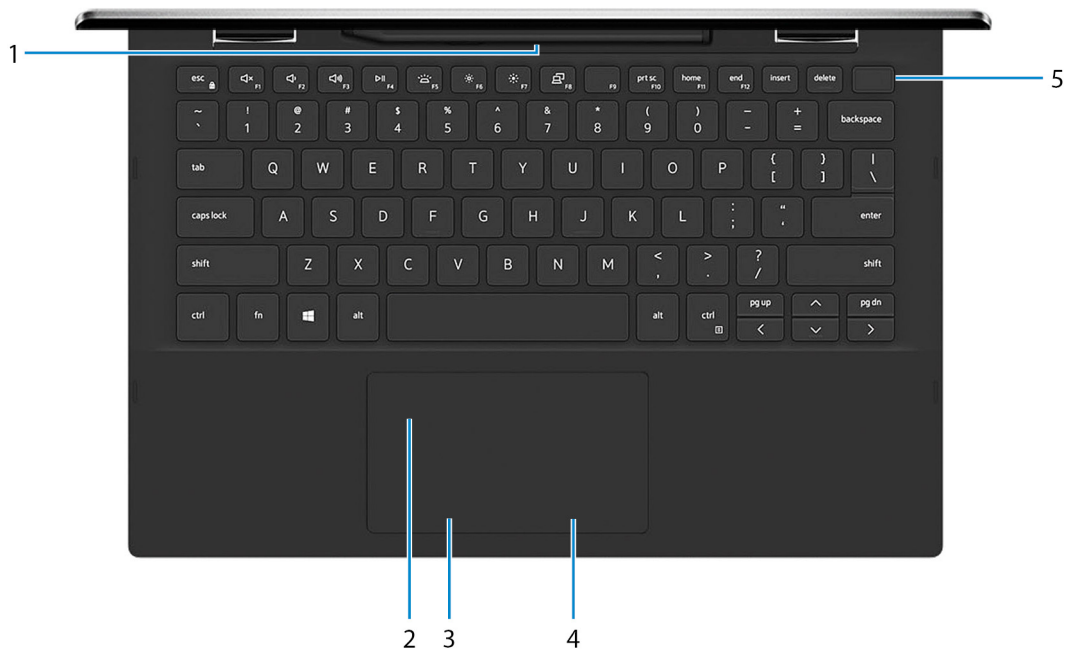 1
esc F1 F2 F3 F4 F5 F6 F7 F8 F9 prt sc F10 home F11 end F12 insert delete
5
~ ! @ # $ % ^ & * ( ) _ +
` 1 2 3 4 5 6 7 8 9 0 - = backspace
tab Q W E R T Y U I O P { [ } ] | \
caps lock A S D F G H J K L : ; “ ‘ enter
shift Z X C V B N M < , > . ? / shift
ctrl fn alt alt ctrl pg up ^ pg dn
< >
2 3 4